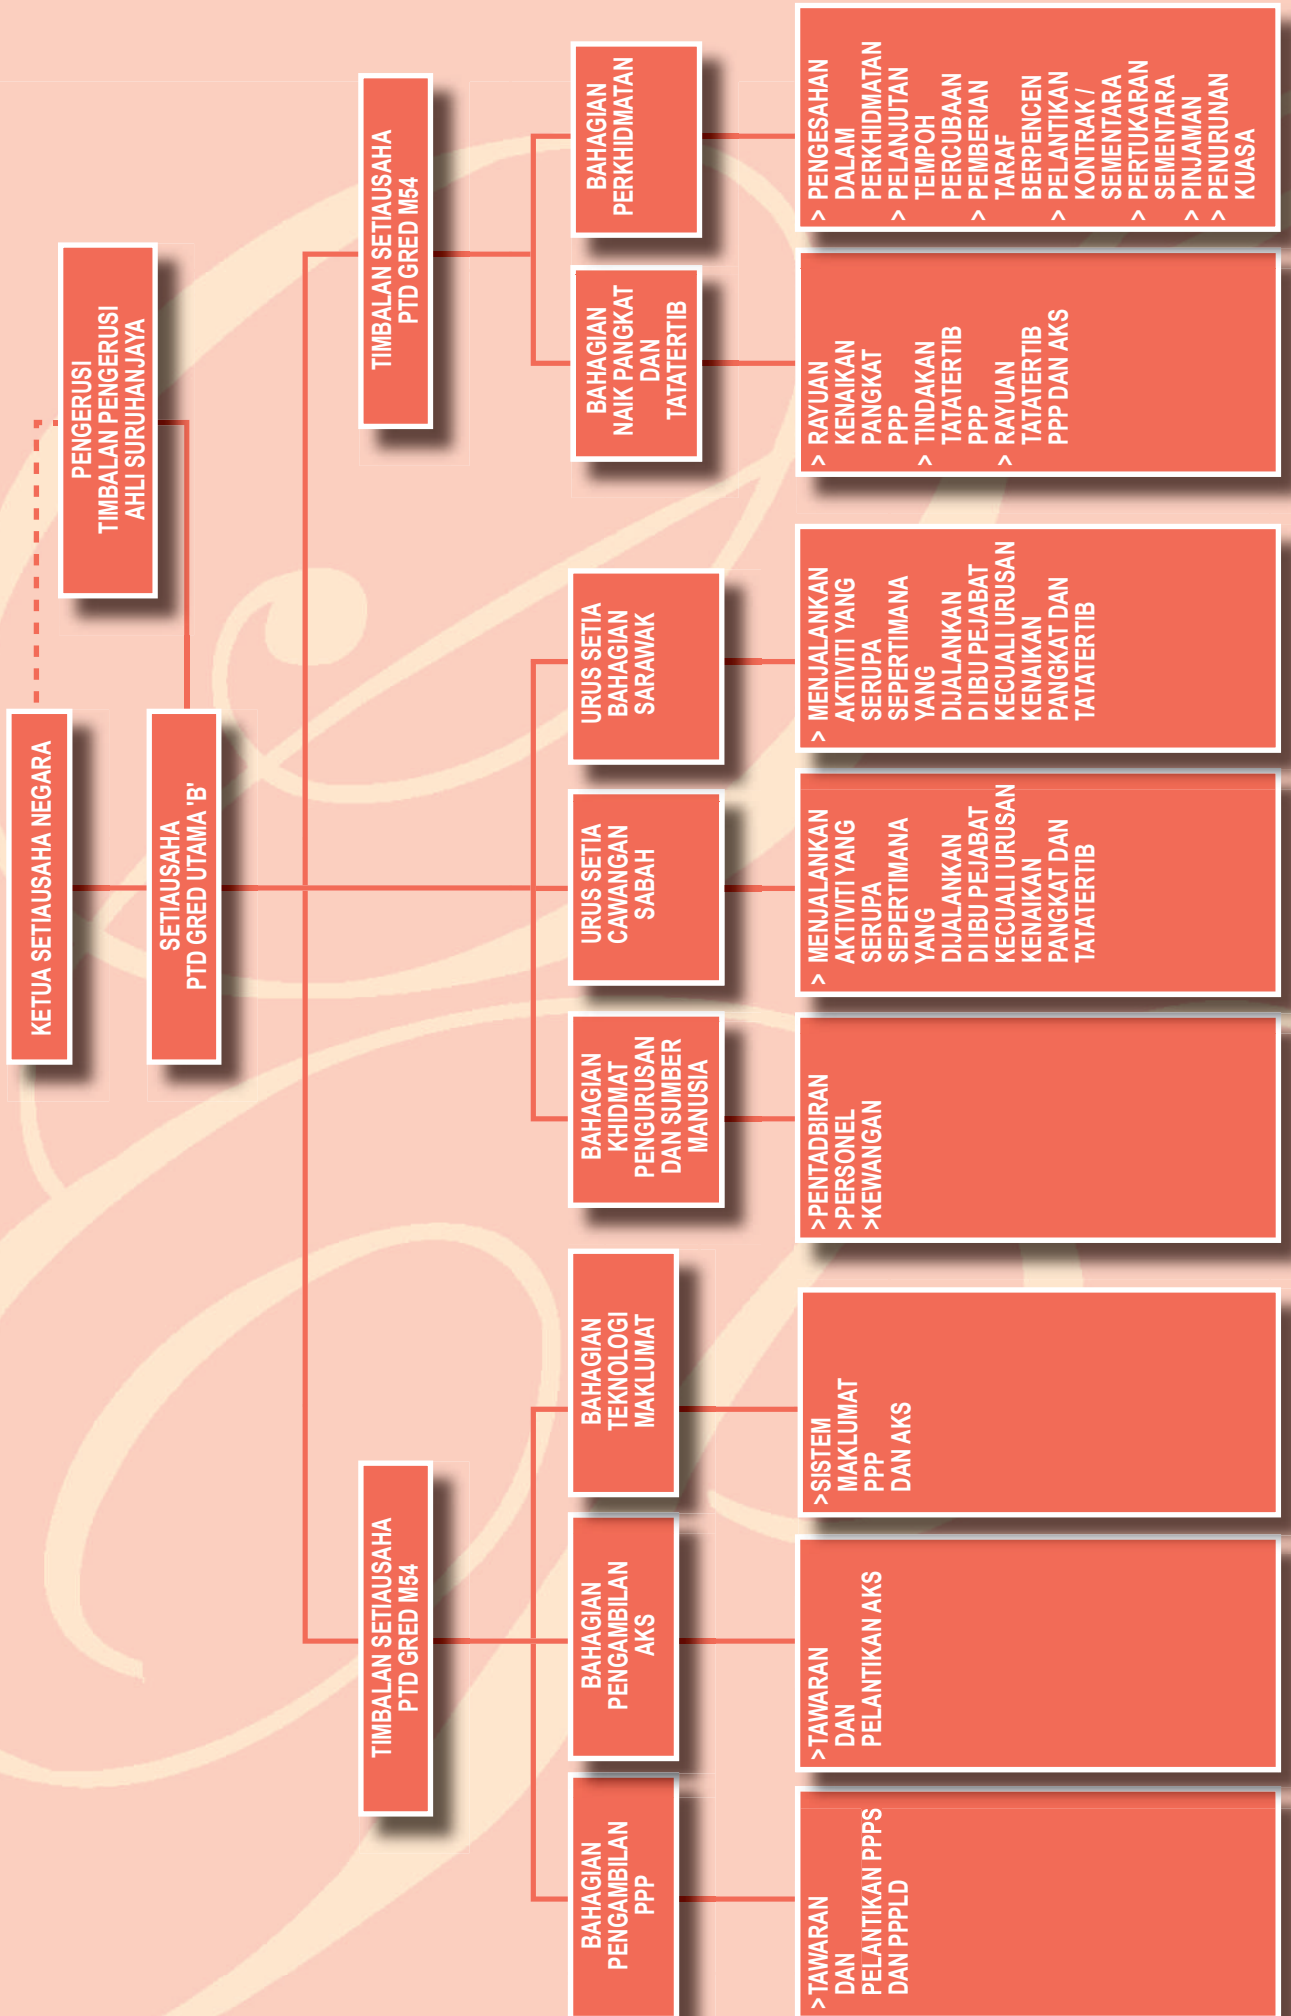 KETUA SETIAUSAHA NEGARA
PENGERUSI
TIMBALAN PENGERUSI
AHLI SURUHANJAYA
SETIAUSAHA
PTD GRED UTAMA 'B'
TIMBALAN SETIAUSAHA
PTD GRED M54
TIMBALAN SETIAUSAHA
PTD GRED M54
BAHAGIAN
PENGAMBILAN
PPP
BAHAGIAN
PENGAMBILAN
AKS
BAHAGIAN
TEKNOLOGI
MAKLUMAT
BAHAGIAN
KHIDMAT
PENGURUSAN
DAN SUMBER
MANUSIA
URUS SETIA
CAWANGAN
SABAH
URUS SETIA
BAHAGIAN
SARAWAK
BAHAGIAN
NAIK PANGKAT
DAN
TATATERTIB
BAHAGIAN
PERKHIDMATAN
>TAWARAN
DAN
PELANTIKAN PPPS
DAN PPPLD
>TAWARAN
DAN
PELANTIKAN AKS
>SISTEM
MAKLUMAT
PPP
DAN AKS
>PENTADBIRAN
>PERSONEL
>KEWANGAN
> MENJALANKAN
AKTIVITI YANG
SERUPA
SEPERTIMANA
YANG
DIJALANKAN
DI IBU PEJABAT
KECUALI URUSAN
KENAIKAN
PANGKAT DAN
TATATERTIB
> MENJALANKAN
AKTIVITI YANG
SERUPA
SEPERTIMANA
YANG
DIJALANKAN
DI IBU PEJABAT
KECUALI URUSAN
KENAIKAN
PANGKAT DAN
TATATERTIB
> RAYUAN
KENAIKAN
PANGKAT
PPP
> TINDAKAN
TATATERTIB
PPP
> RAYUAN
TATATERTIB
PPP DAN AKS
> PENGESAHAN
DALAM
PERKHIDMATAN
> PELANJUTAN
TEMPOH
PERCUBAAN
> PEMBERIAN
TARAF
BERPENCEN
> PELANTIKAN
KONTRAK /
SEMENTARA
> PERTUKARAN
SEMENTARA
> PINJAMAN
> PENURUNAN
KUASA